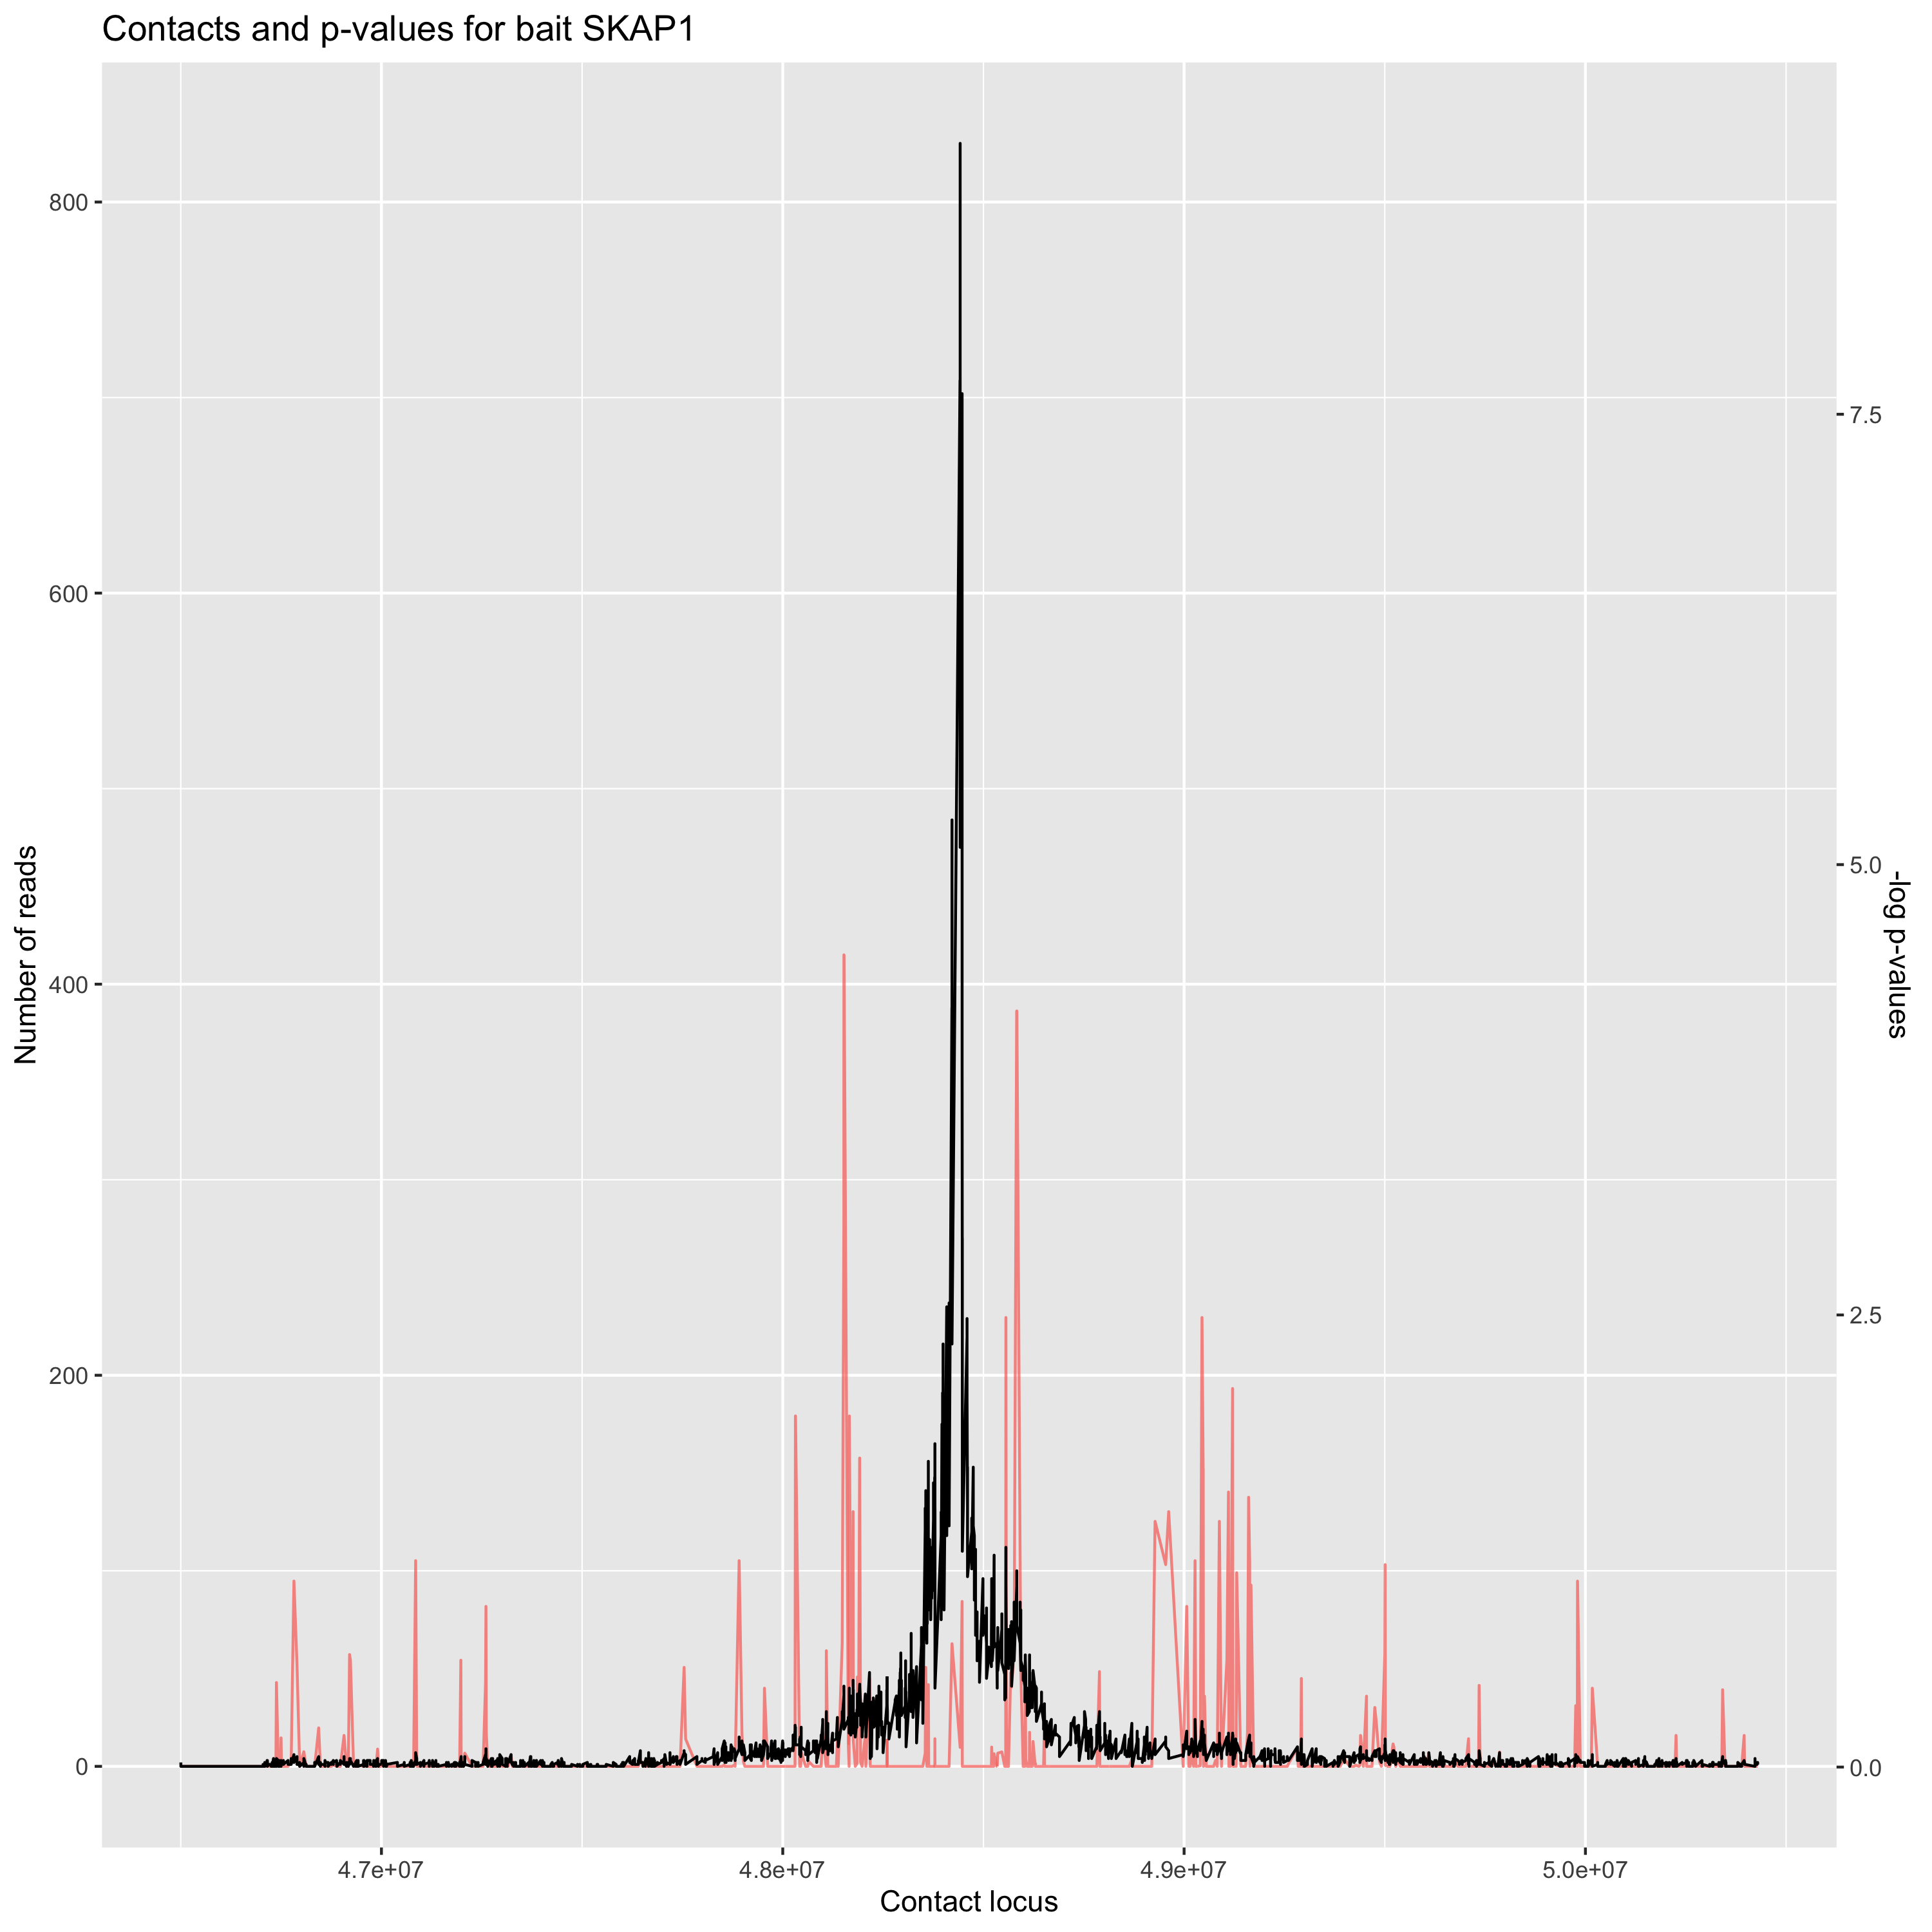 Contacts and p-values for bait SKAP1
800
600
400
200
0
Number of reads
7.5
5.0
2.5
0.0
-log p-values
4.7e+07
4.8e+07
4.9e+07
5.0e+07
Contact locus